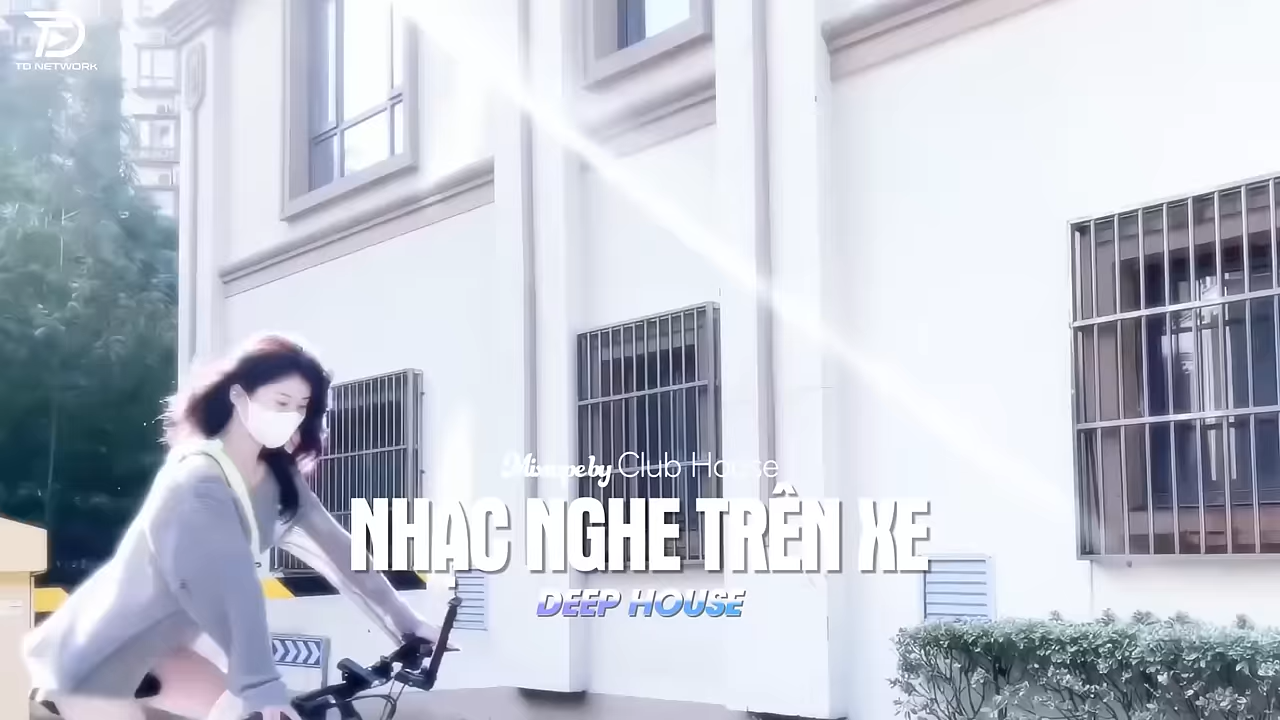 TD NETWORK
Mixtape by Club House
NHẠC NGHE TRÊN XE
DEEP HOUSE